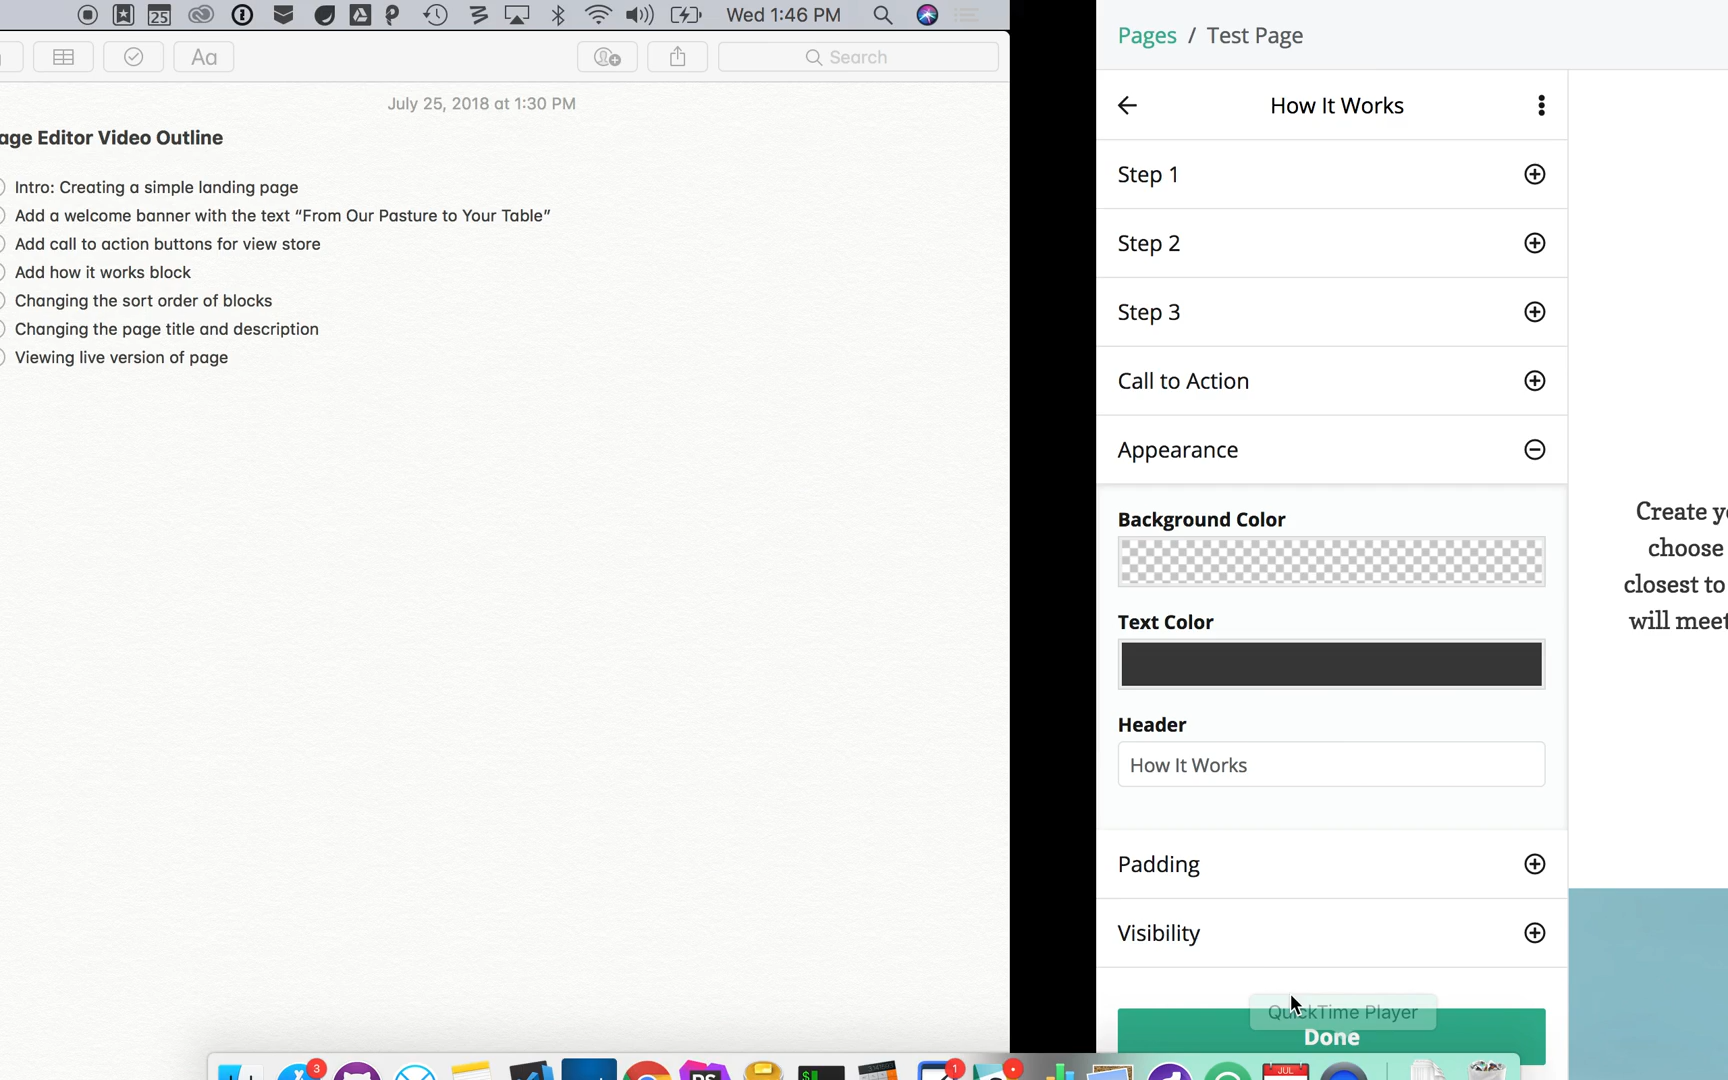 25
Wed 1:46 PM
Aa
Search
July 25, 2018 at 1:30 PM
age Editor Video Outline
Intro: Creating a simple landing page
Add a welcome banner with the text “From Our Pasture to Your Table”
Add call to action buttons for view store
Add how it works block
Changing the sort order of blocks
Changing the page title and description
Viewing live version of page
Pages / Test Page
How It Works
Step 1
Step 2
Step 3
Call to Action
Appearance
Background Color
Text Color
Header
How It Works
Padding
Visibility
QuickTime Player
Done
Create
choose
closest to
will meet
3
1
JUL